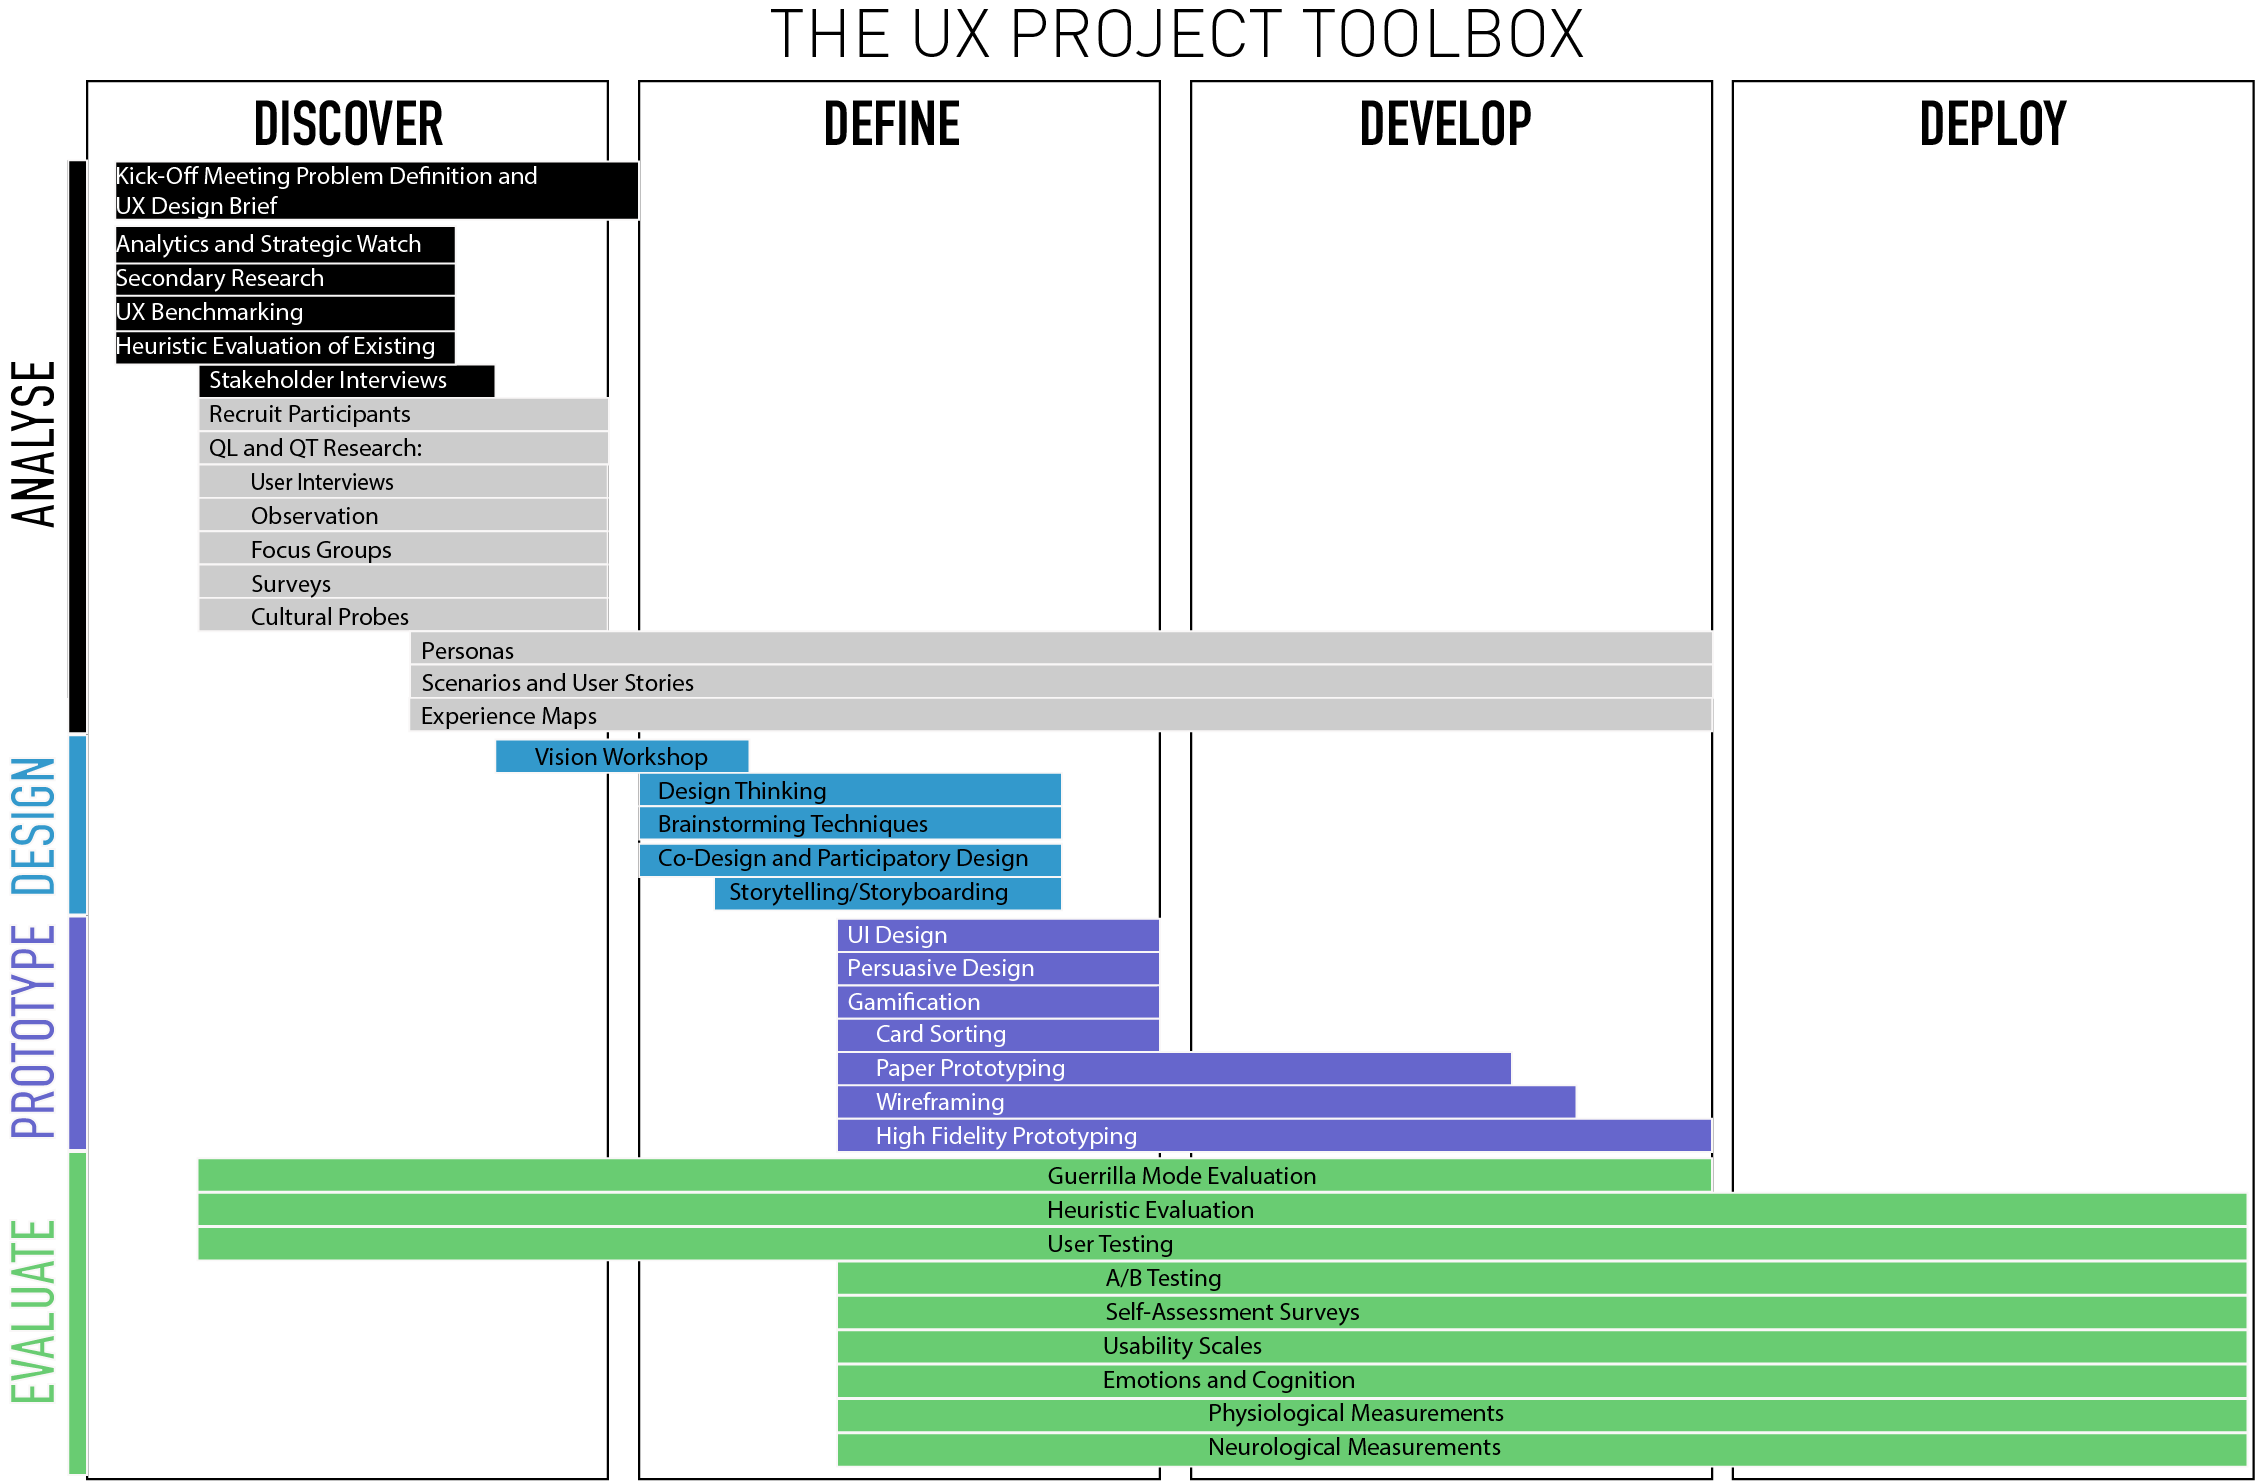 THE UX PROJECT TOOLBOX
DISCOVER
DEFINE
DEVELOP
DEPLOY
ANALYSE
Kick-Off Meeting Problem Definition and
UX Design Brief
Analytics and Strategic Watch
Secondary Research
UX Benchmarking
Heuristic Evaluation of Existing
Stakeholder Interviews
Recruit Participants
QL and QT Research:
User Interviews
Observation
Focus Groups
Surveys
Cultural Probes
Personas
Scenarios and User Stories
Experience Maps
DESIGN
Vision Workshop
Design Thinking
Brainstorming Techniques
Co-Design and Participatory Design
Storytelling/Storyboarding
PROTOTYPE
UI Design
Persuasive Design
Gamification
Card Sorting
Paper Prototyping
Wireframing
High Fidelity Prototyping
EVALUATE
Guerrilla Mode Evaluation
Heuristic Evaluation
User Testing
A/B Testing
Self-Assessment Surveys
Usability Scales
Emotions and Cognition
Physiological Measurements
Neurological Measurements